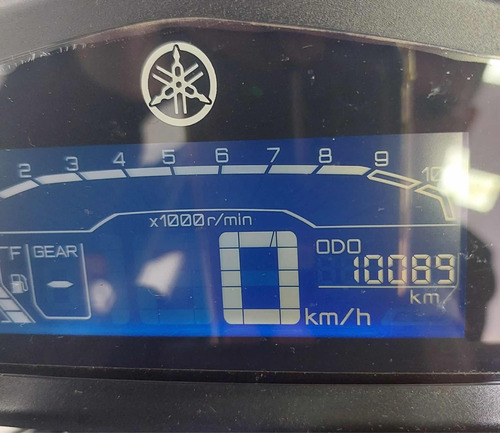 2 3 4 5 6 7 8 9 10
x1000r/min
F GEAR ODO
- 0 10089
km
km/h